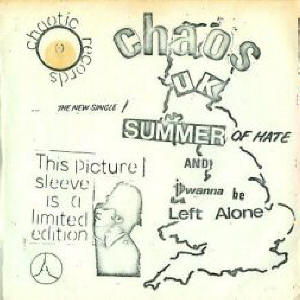 chaotic records
chaos
UK
THE NEW SINGLE
SUMMER OF HATE
AND
I wanna be
Left Alone
This picture
sleeve
is a
limited
edition